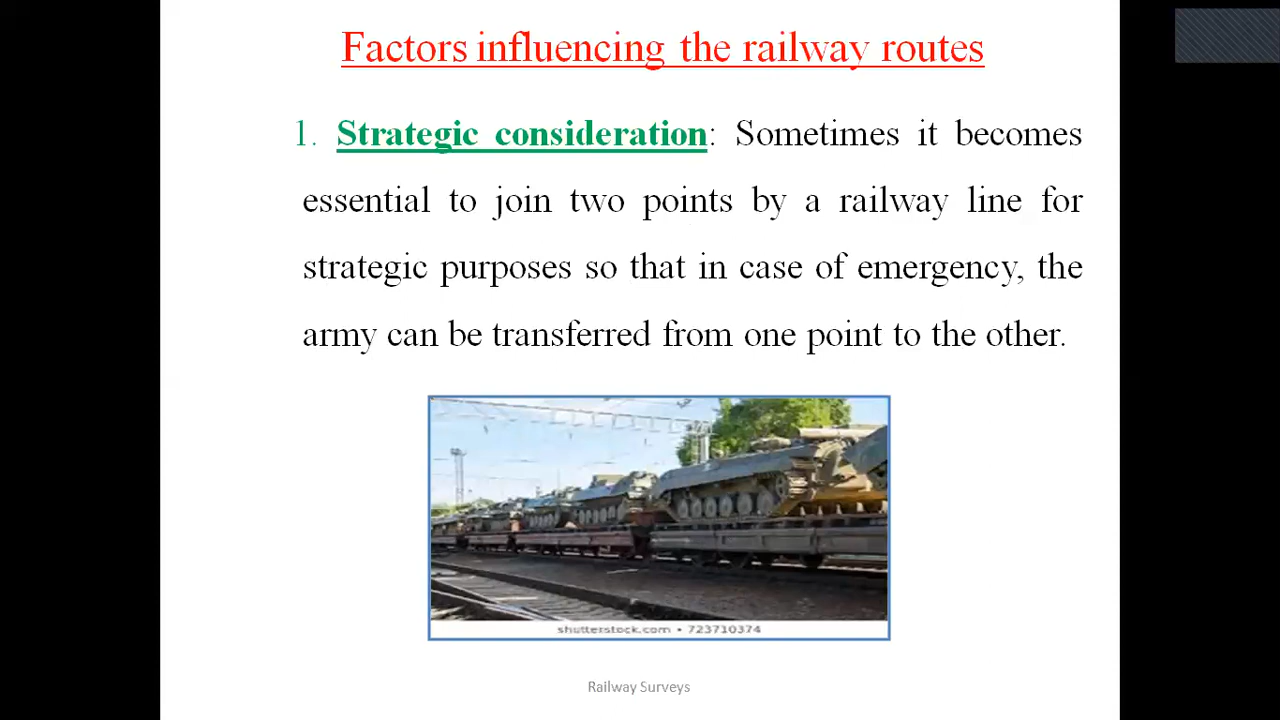 Factors influencing the railway routes
1. Strategic consideration: Sometimes it becomes
essential to join two points by a railway line for
strategic purposes so that in case of emergency, the
army can be transferred from one point to the other.
shutterstock.com • 723710374
Railway Surveys